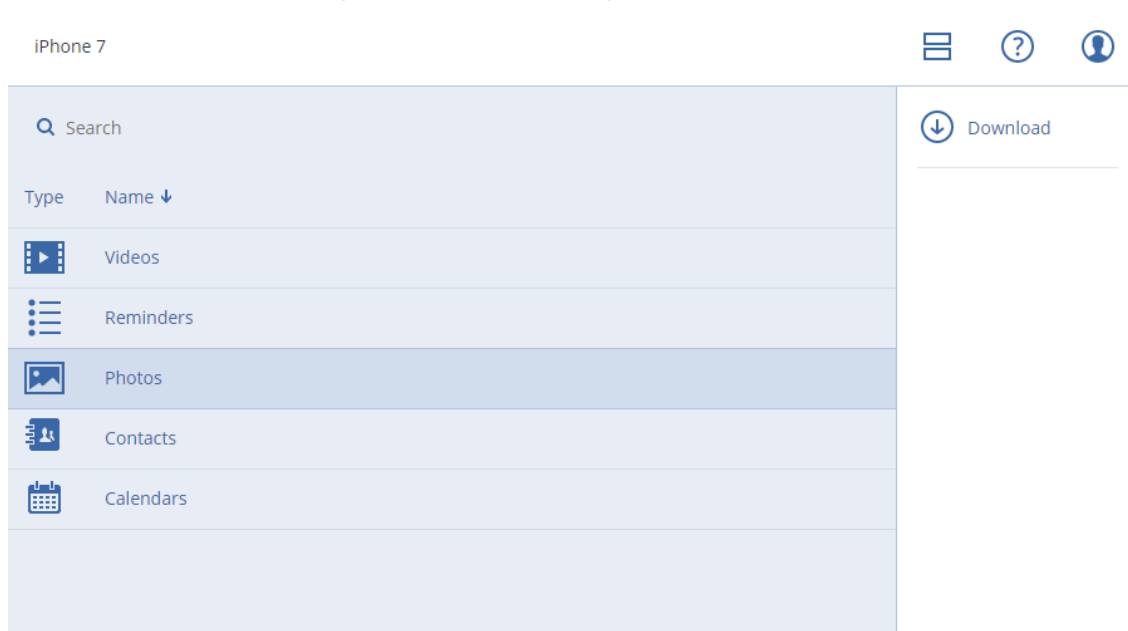 iPhone 7
Search
Download
Type Name
Videos
Reminders
Photos
Contacts
Calendars